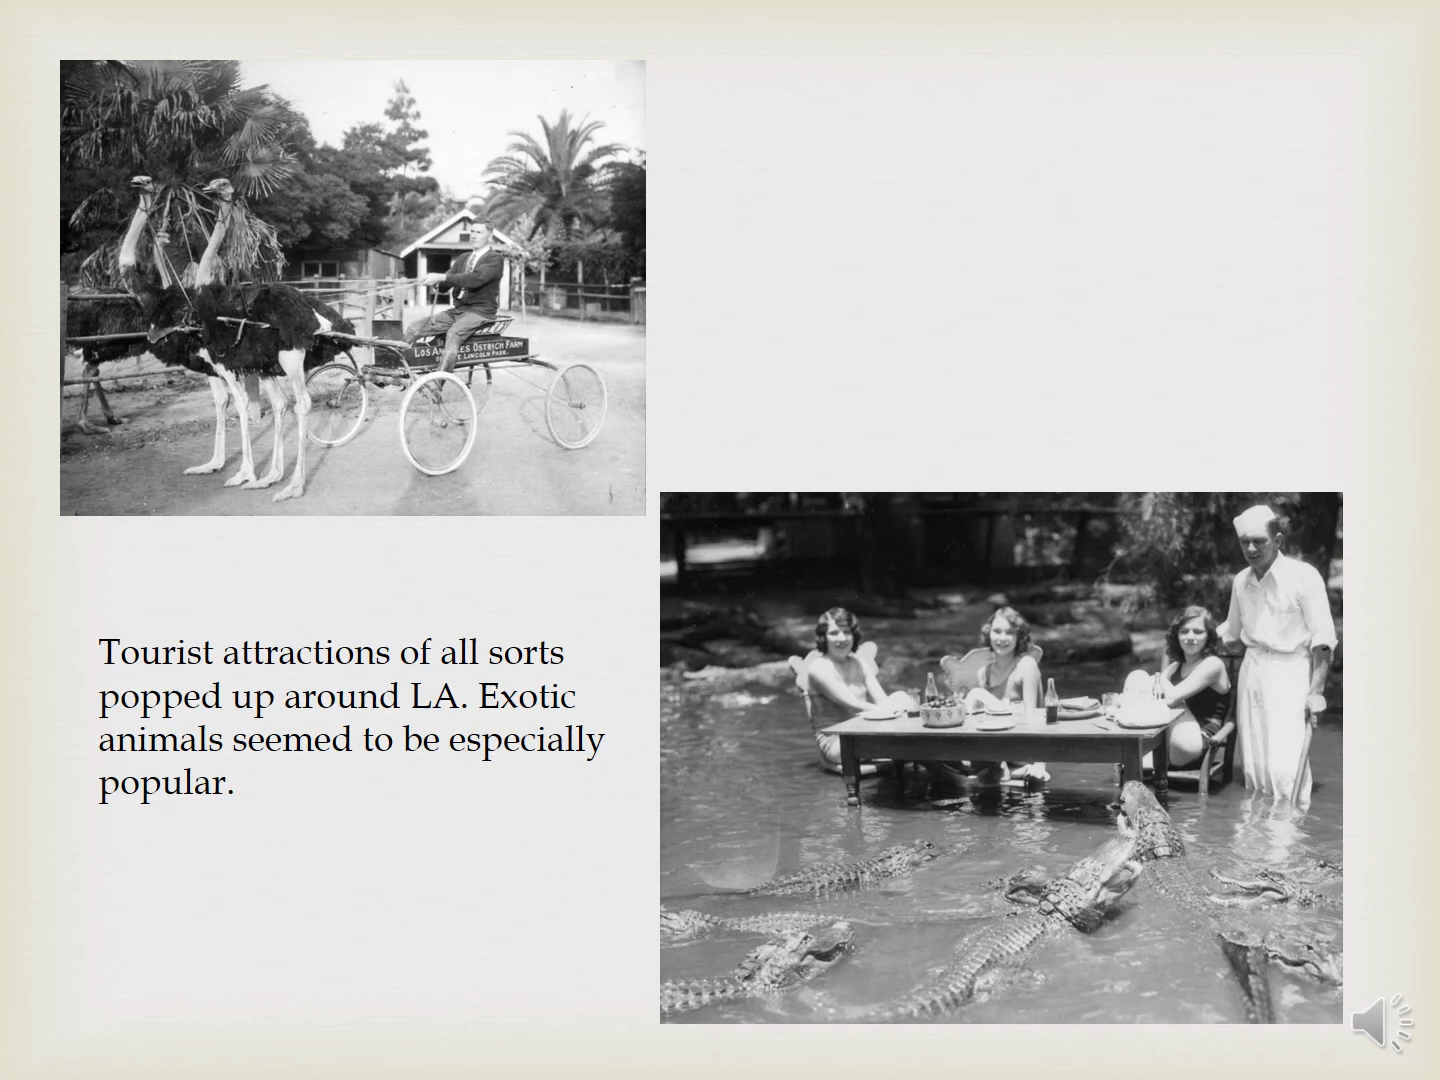 LOS ANGELES OSTRICH FARM
LINCOLN PARK.
Tourist attractions of all sorts
popped up around LA. Exotic
animals seemed to be especially
popular.